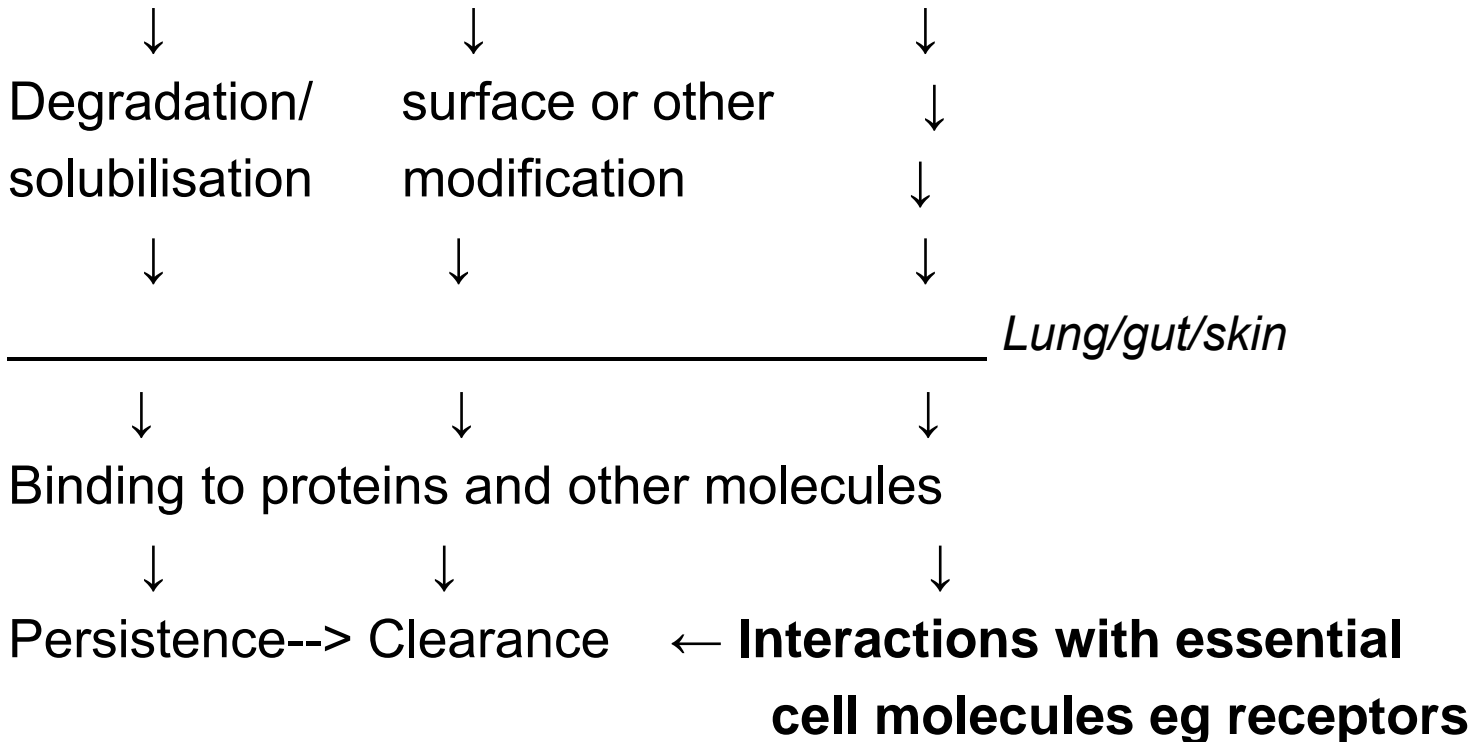 ↓ ↓ ↓
Degradation/ surface or other ↓
solubilisation modification ↓
↓ ↓ ↓
Lung/gut/skin
↓ ↓ ↓
Binding to proteins and other molecules
↓ ↓ ↓
Persistence--> Clearance ← Interactions with essential
cell molecules eg receptors